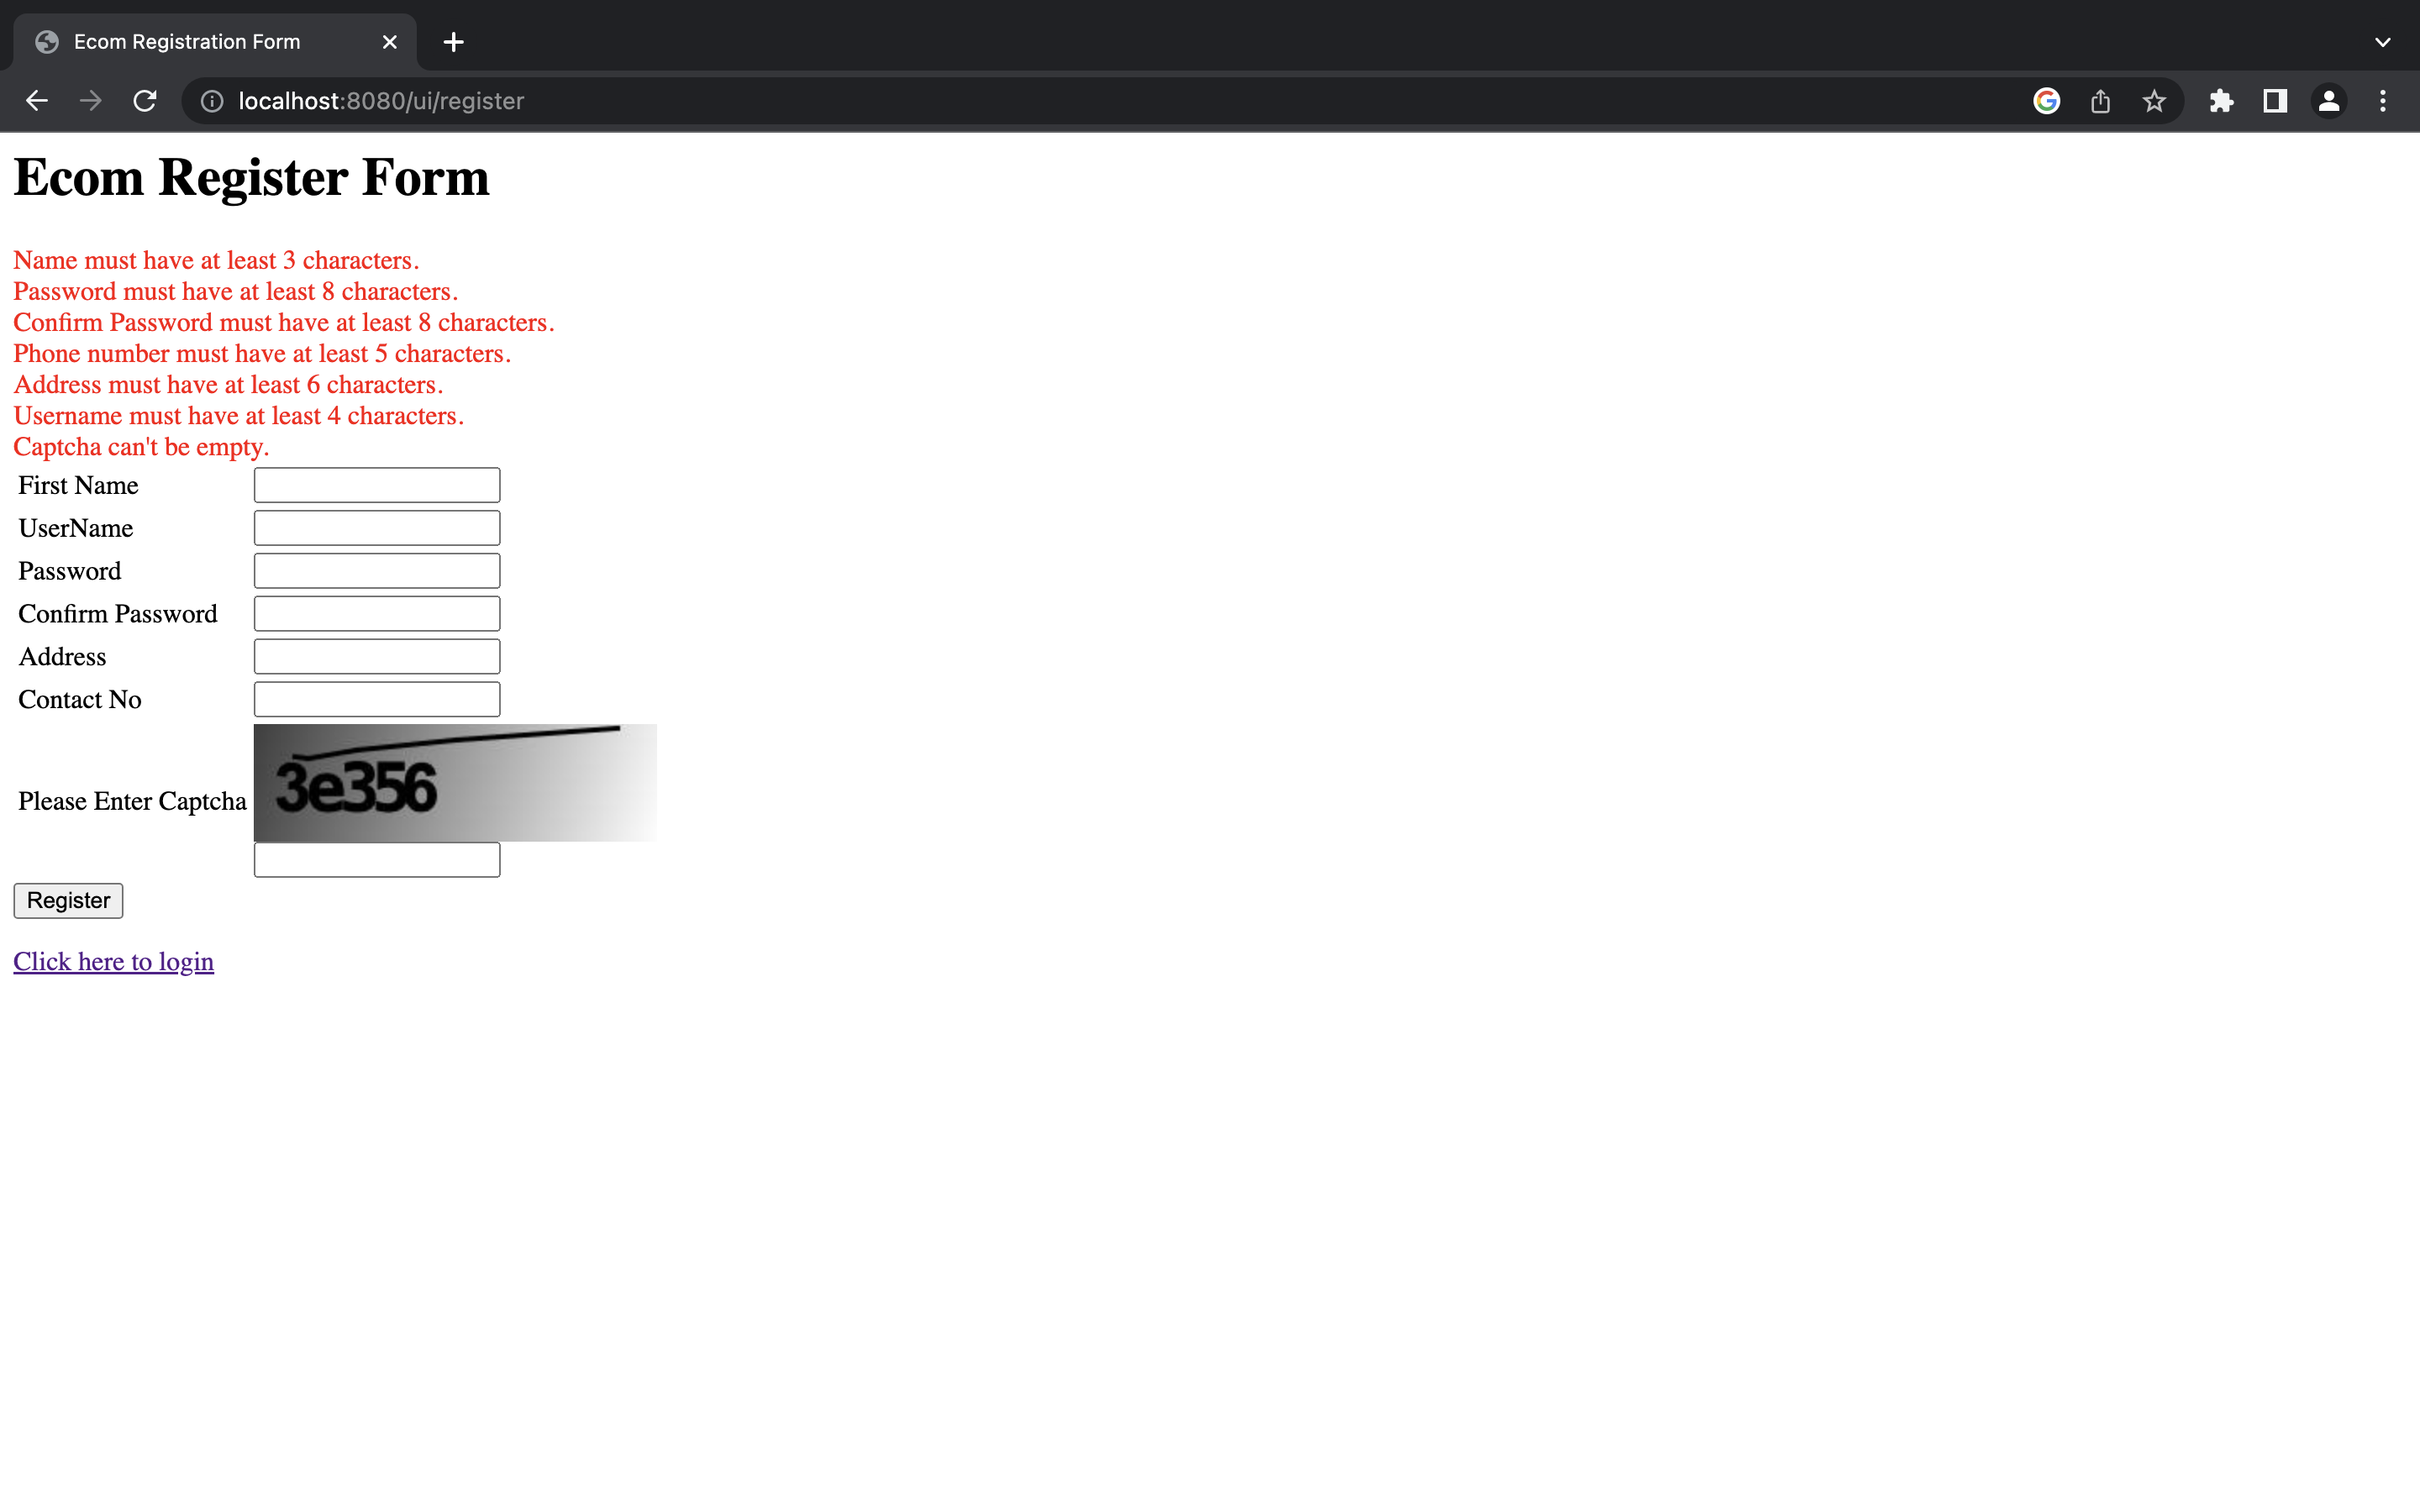 Ecom Registration Form
localhost:8080/ui/register
Ecom Register Form
Name must have at least 3 characters.
Password must have at least 8 characters.
Confirm Password must have at least 8 characters.
Phone number must have at least 5 characters.
Address must have at least 6 characters.
Username must have at least 4 characters.
Captcha can't be empty.
First Name
UserName
Password
Confirm Password
Address
Contact No
Please Enter Captcha 3e356
Register
Click here to login